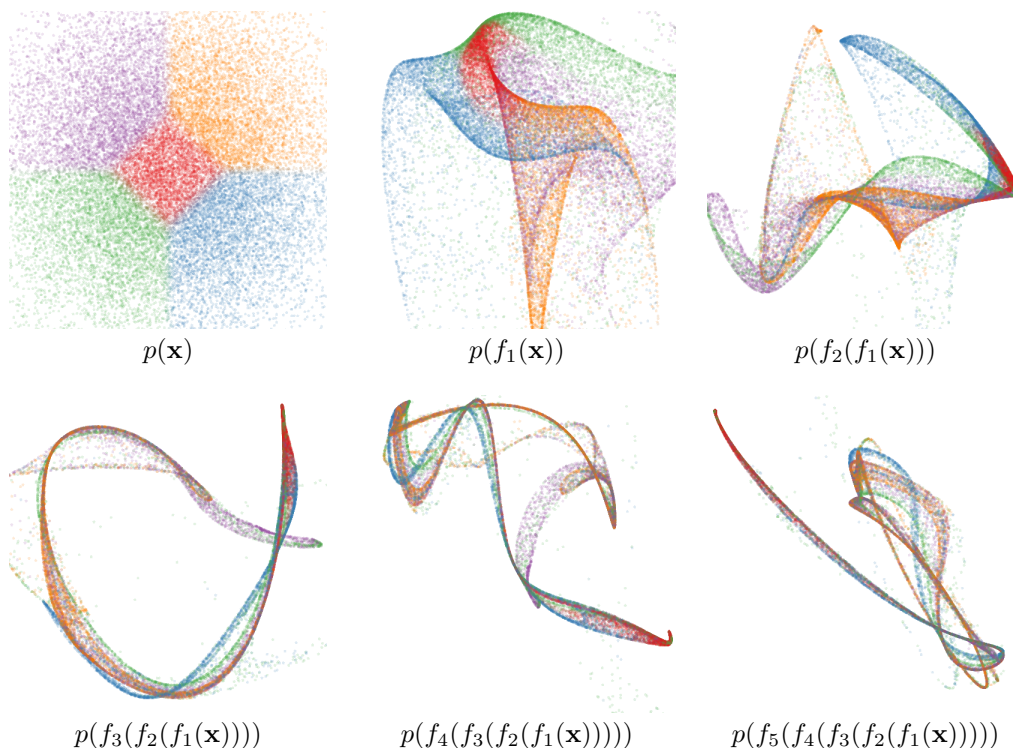 p(x)
p(f₁(x))
p(f₂(f₁(x)))
p(f₃(f₂(f₁(x))))
p(f₄(f₃(f₂(f₁(x)))))
p(f₅(f₄(f₃(f₂(f₁(x)))))